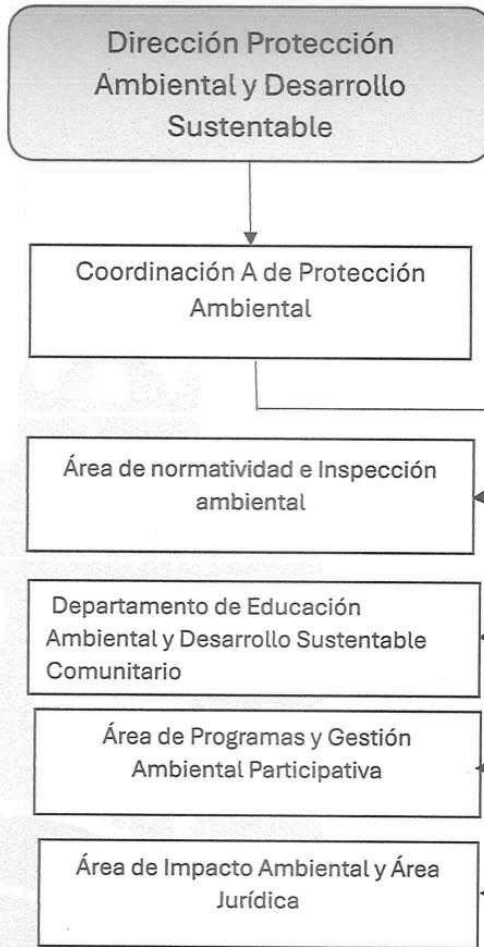 Dirección Protección
Ambiental y Desarrollo
Sustentable
Coordinación A de Protección
Ambiental
Área de normatividad e Inspección
ambiental
Departamento de Educación
Ambiental y Desarrollo Sustentable
Comunitario
Área de Programas y Gestión
Ambiental Participativa
Área de Impacto Ambiental y Área
Jurídica